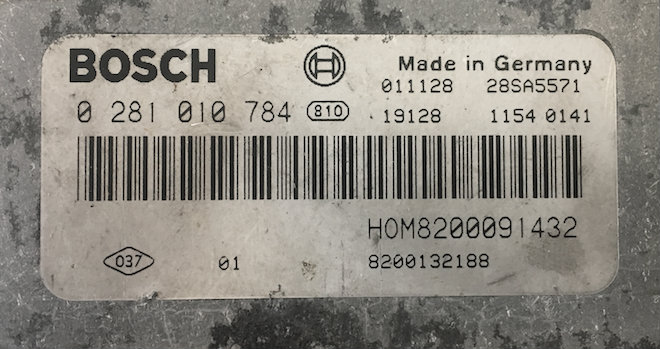 BOSCH
Made in Germany
011128 28SA5571
0 281 010 784 810
19128 1154 0141
HOM8200091432
037 01 8200132188